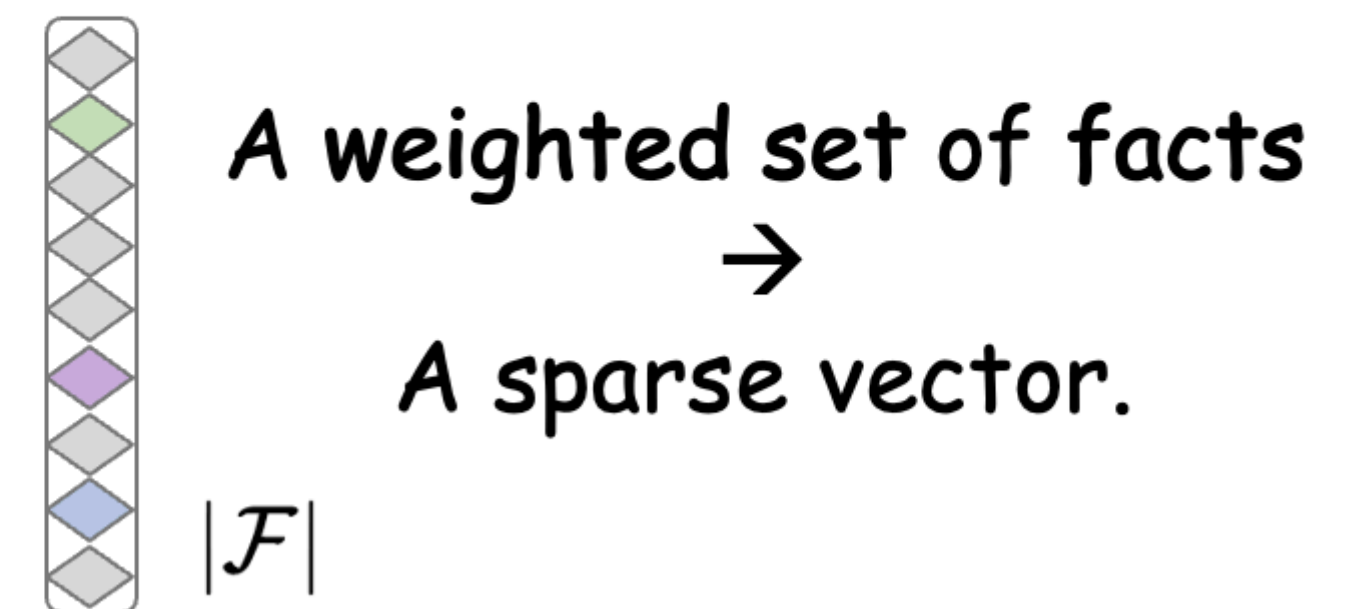 A weighted set of facts
→
A sparse vector.
|ℱ|